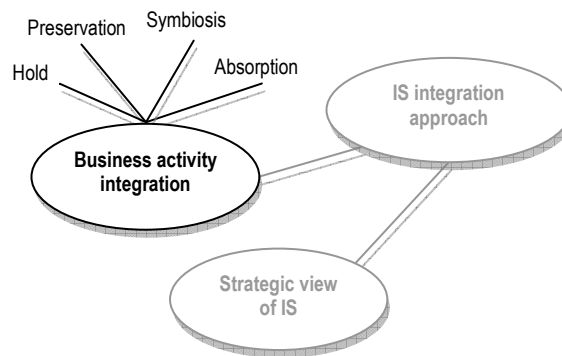 Symbiosis
Preservation
Hold
Absorption
IS integration
approach
Business activity
integration
Strategic view
of IS